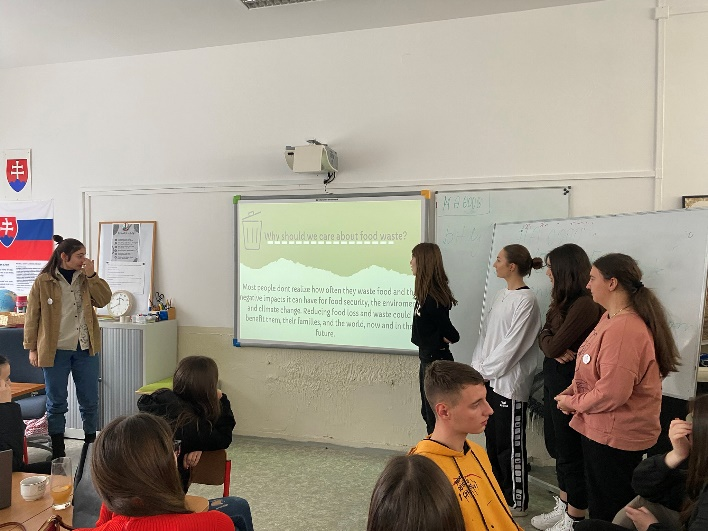 Why should we care about food waste?
Most people dont realize how often they waste food and the
negative impacts it can have for food security, the enviroment
and climate change. Reducing food loss and waste could
benefit them, their families, and the world, now and in the
future.